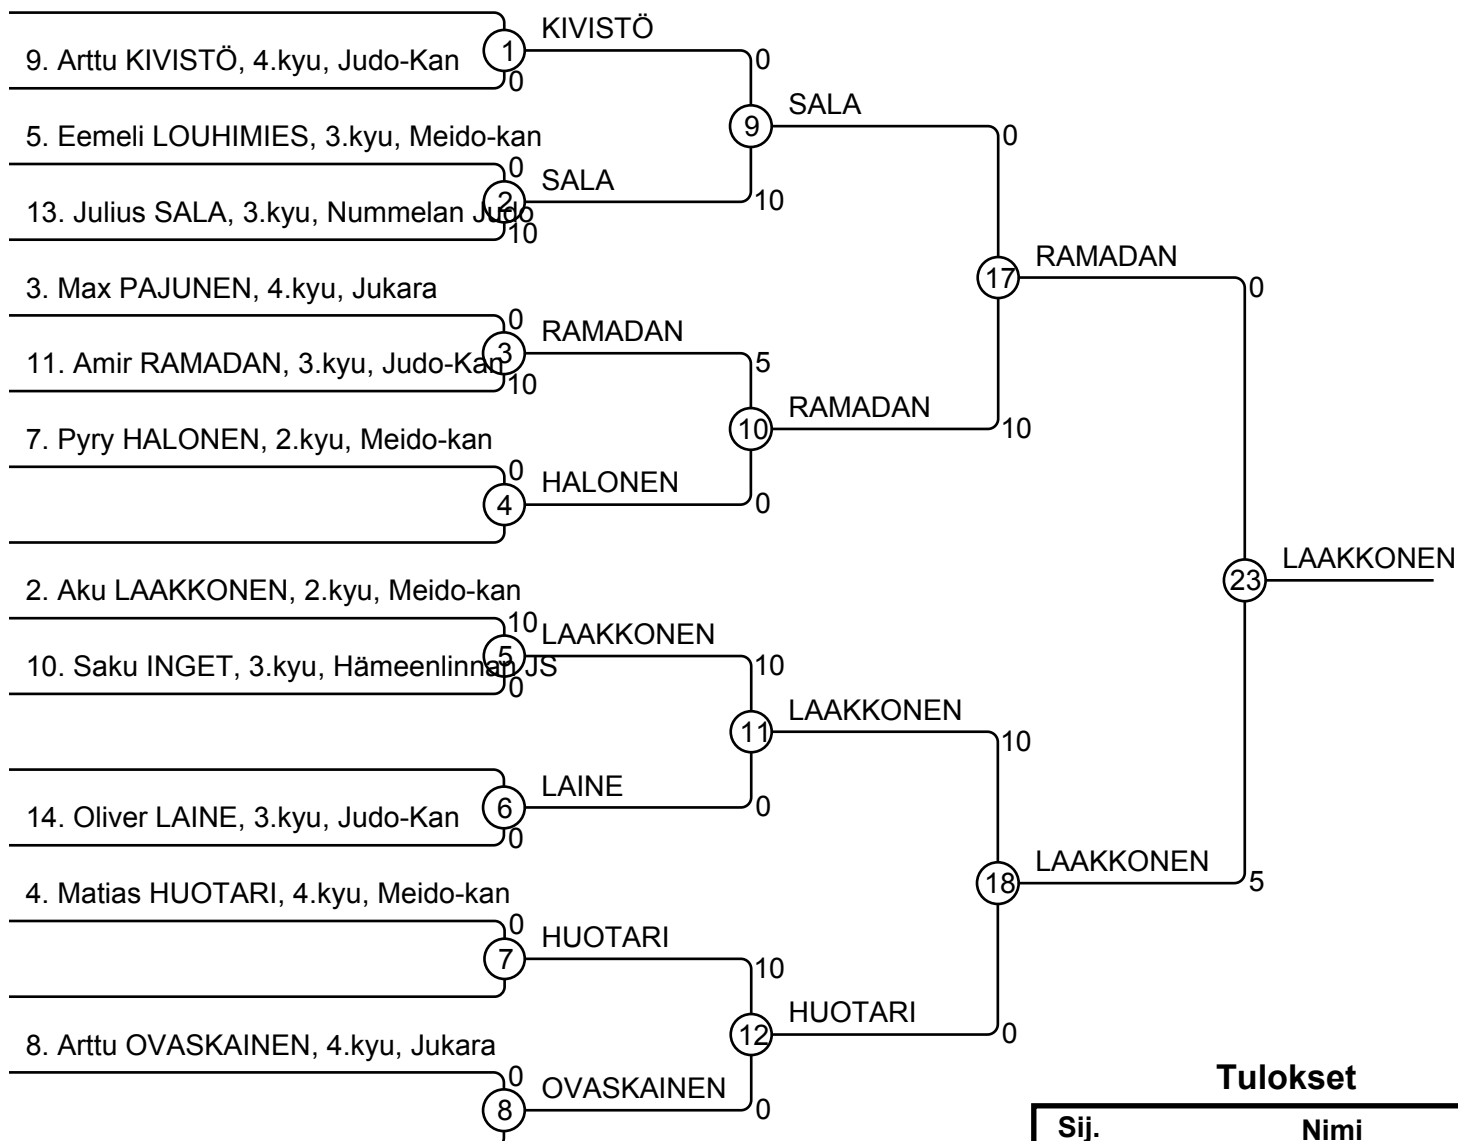 KIVISTÖ
9. Arttu KIVISTÖ, 4.kyu, Judo-Kan
1
0
0
SALA
5. Eemeli LOUHIMIES, 3.kyu, Meido-kan
9
0
0
SALA
13. Julius SALA, 3.kyu, Nummelan Judo
2
10
10
RAMADAN
3. Max PAJUNEN, 4.kyu, Jukara
17
0
0
RAMADAN
11. Amir RAMADAN, 3.kyu, Judo-Kan
3
5
10
RAMADAN
7. Pyry HALONEN, 2.kyu, Meido-kan
10
10
0
HALONEN
4
0
LAAKKONEN
2. Aku LAAKKONEN, 2.kyu, Meido-kan
23
10
LAAKKONEN
10. Saku INGET, 3.kyu, Hämeenlinnan JS
5
10
0
LAAKKONEN
11
10
LAINE
14. Oliver LAINE, 3.kyu, Judo-Kan
6
0
0
LAAKKONEN
4. Matias HUOTARI, 4.kyu, Meido-kan
18
5
0
HUOTARI
7
10
HUOTARI
8. Arttu OVASKAINEN, 4.kyu, Jukara
12
0
0
Tulokset
OVASKAINEN
8
0
Sij.
Nimi